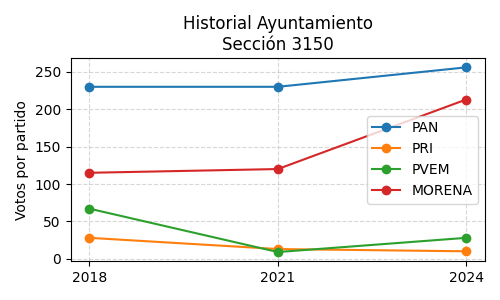 Historial Ayuntamiento
Sección 3150
Votos por partido
250
200
150
100
50
0
2018
2021
2024
PAN
PRI
PVEM
MORENA